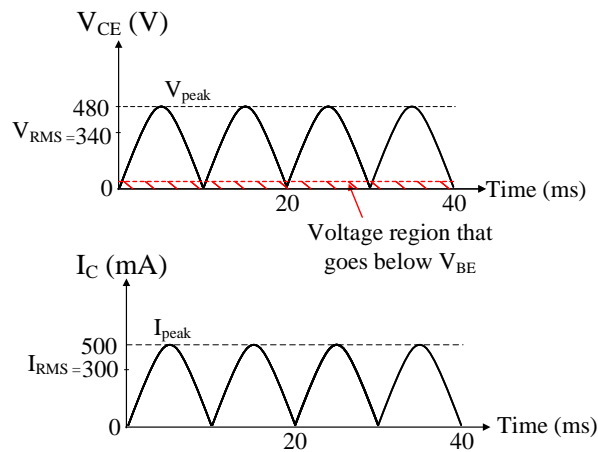 V_CE (V)
V_peak
480
V_RMS = 340
0
20
40
Time (ms)
Voltage region that
goes below V_BE
I_C (mA)
I_peak
500
I_RMS = 300
0
20
40
Time (ms)